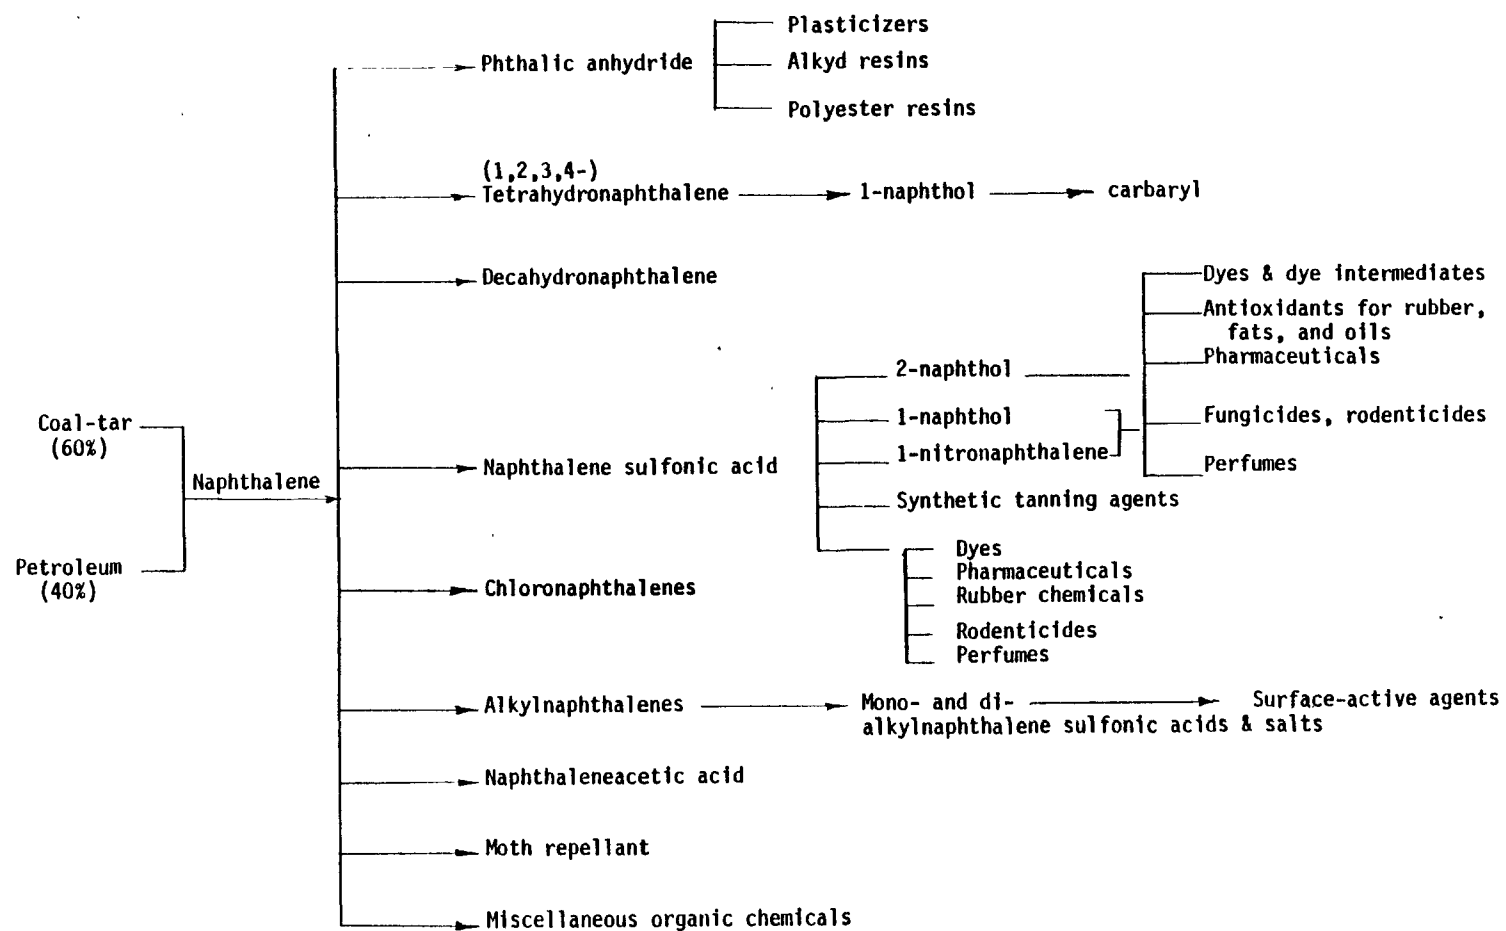 Plasticizers
Phthalic anhydride
Alkyd resins
Polyester resins
(1,2,3,4-)
Tetrahydronaphthalene
1-naphthol
carbaryl
Decahydronaphthalene
Dyes & dye intermediates
Antioxidants for rubber,
fats, and oils
2-naphthol
Pharmaceuticals
Coal-tar
(60%)
1-naphthol
Fungicides, rodenticides
1-nitronaphthalene
Naphthalene sulfonic acid
Perfumes
Naphthalene
Synthetic tanning agents
Petroleum
(40%)
Dyes
Pharmaceuticals
Chloronaphthalenes
Rubber chemicals
Rodenticides
Perfumes
Alkylnaphthalenes
Mono- and di-
alkylnaphthalene sulfonic acids & salts
Surface-active agents
Naphthaleneacetic acid
Moth repellant
Miscellaneous organic chemicals